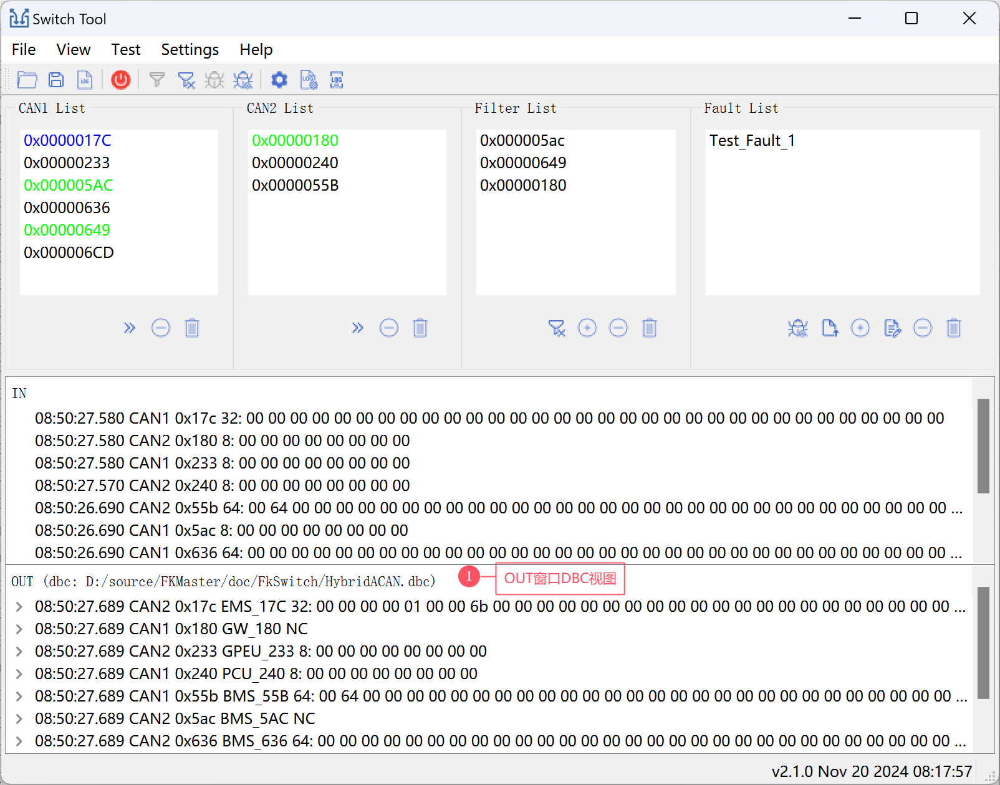 Switch Tool
File View Test Settings Help
CAN1 List
0x0000017C
0x00000233
0x000005AC
0x00000636
0x00000649
0x000006CD
CAN2 List
0x00000180
0x00000240
0x0000055B
Filter List
0x000005ac
0x00000649
0x00000180
Fault List
Test_Fault_1
IN
08:50:27.580 CAN1 0x17c 32: 00 00 00 00 00 00 00 00 00 00 00 00 00 00 00 00 00 00 00 00 00 00 00 00 00 00 00 00 00 00 00 00
08:50:27.580 CAN2 0x180 8: 00 00 00 00 00 00 00 00
08:50:27.580 CAN1 0x233 8: 00 00 00 00 00 00 00 00
08:50:27.570 CAN2 0x240 8: 00 00 00 00 00 00 00 00
08:50:26.690 CAN2 0x55b 64: 00 64 00 00 00 00 00 00 00 00 00 00 00 00 00 00 00 00 00 00 00 00 00 00 00 00 00 00 00 00 00 00 ...
08:50:26.690 CAN1 0x5ac 8: 00 00 00 00 00 00 00 00
08:50:26.690 CAN1 0x636 64: 00 00 00 00 00 00 00 00 00 00 00 00 00 00 00 00 00 00 00 00 00 00 00 00 00 00 00 00 00 00 00 00 ...
OUT (dbc: D:/source/FKMaster/doc/FkSwitch/HybridACAN.dbc)
1 OUT窗口DBC视图
08:50:27.689 CAN2 0x17c EMS_17C 32: 00 00 00 00 01 00 00 6b 00 00 00 00 00 00 00 00 00 00 00 00 00 00 00 00 00 00 00 00 00 ...
08:50:27.689 CAN1 0x180 GW_180 NC
08:50:27.689 CAN2 0x233 GPEU_233 8: 00 00 00 00 00 00 00 00
08:50:27.689 CAN1 0x240 PCU_240 8: 00 00 00 00 00 00 00 00
08:50:27.689 CAN1 0x55b BMS_55B 64: 00 64 00 00 00 00 00 00 00 00 00 00 00 00 00 00 00 00 00 00 00 00 00 00 00 00 00 00 00 ...
08:50:27.689 CAN2 0x5ac BMS_5AC NC
08:50:27.689 CAN2 0x636 BMS_636 64: 00 00 00 00 00 00 00 00 00 00 00 00 00 00 00 00 00 00 00 00 00 00 00 00 00 00 00 00 00 ...
v2.1.0 Nov 20 2024 08:17:57